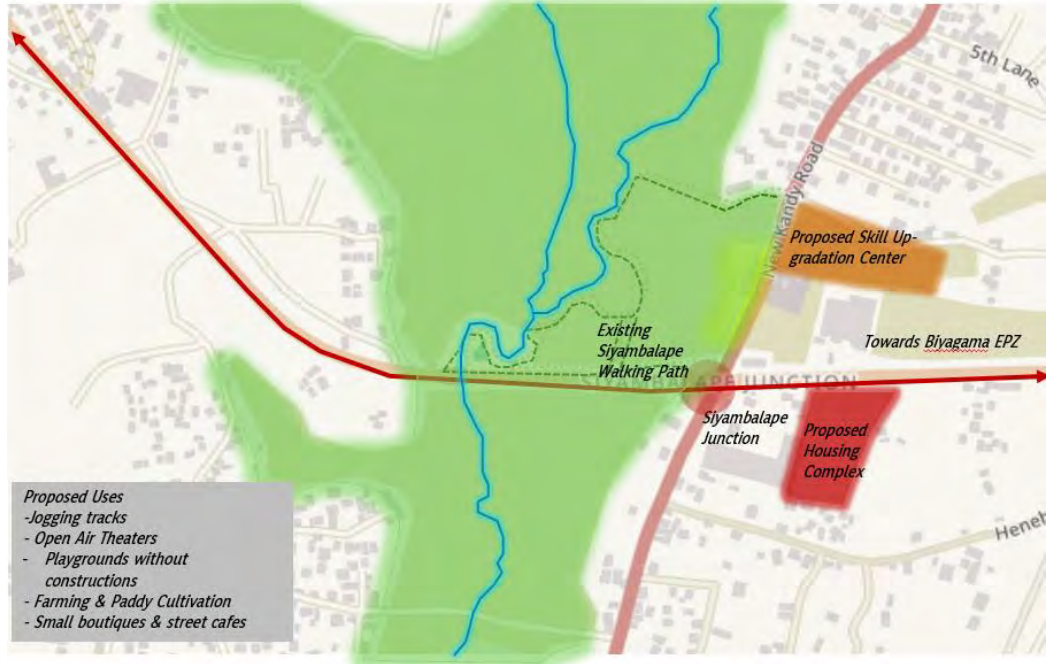 5th Lane
New Kandy Road
Proposed Skill Up-
gradation Center
Existing
Siyambalape
Walking Path
Towards Biyagama EPZ
SIYAMBALAPE JUNCTION
Siyambalape
Junction
Proposed
Housing
Complex
Heneh
Proposed Uses
-Jogging tracks
- Open Air Theaters
- Playgrounds without
constructions
- Farming & Paddy Cultivation
- Small boutiques & street cafes